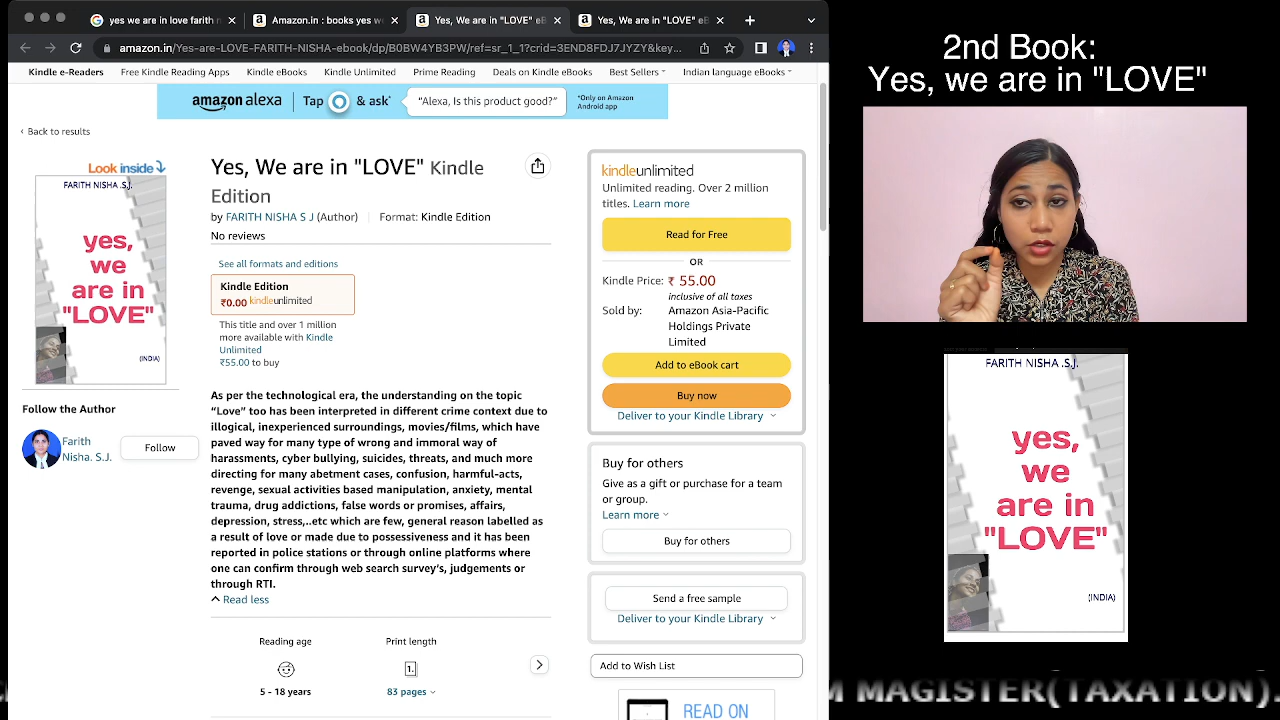 yes we are in love farith n
Amazon.in : books yes w
Yes, We are in "LOVE" eB
Yes, We are in "LOVE" eB
amazon.in/Yes-are-LOVE-FARITH-NISHA-ebook/dp/B0BW4YB3PW/ref=sr_1_1?crid=3END8FDJ7JYZY&key...
Kindle e-Readers Free Kindle Reading Apps Kindle eBooks Kindle Unlimited Prime Reading Deals on Kindle eBooks Best Sellers Indian language eBooks
amazon alexa Tap & ask* "Alexa, Is this product good?" *Only on Amazon
Android app
‹ Back to results
Look inside
FARITH NISHA .S.J.
yes,
we
are in
"LOVE"
(INDIA)
Follow the Author
Farith
Nisha. S.J.
Follow
Yes, We are in "LOVE" Kindle
Edition
by FARITH NISHA S J (Author) Format: Kindle Edition
No reviews
See all formats and editions
Kindle Edition
₹0.00 kindleunlimited
This title and over 1 million
more available with Kindle
Unlimited
₹55.00 to buy
As per the technological era, the understanding on the topic
“Love” too has been interpreted in different crime context due to
illogical, inexperienced surroundings, movies/films, which have
paved way for many type of wrong and immoral way of
harassments, cyber bullying, suicides, threats, and much more
directing for many abetment cases, confusion, harmful-acts,
revenge, sexual activities based manipulation, anxiety, mental
trauma, drug addictions, false words or promises, affairs,
depression, stress,..etc which are few, general reason labelled as
a result of love or made due to possessiveness and it has been
reported in police stations or through online platforms where
one can confirm through web search survey’s, judgements or
through RTI.
Read less
Reading age
5 - 18 years
Print length
1.
83 pages
kindleunlimited
Unlimited reading. Over 2 million
titles. Learn more
Read for Free
OR
Kindle Price: ₹ 55.00
inclusive of all taxes
Sold by: Amazon Asia-Pacific
Holdings Private
Limited
Add to eBook cart
Buy now
Deliver to your Kindle Library
Buy for others
Give as a gift or purchase for a team
or group.
Learn more
Buy for others
Send a free sample
Deliver to your Kindle Library
Add to Wish List
READ ON
2nd Book:
Yes, we are in "LOVE"
FARITH NISHA .S.J.
yes,
we
are in
"LOVE"
(INDIA)
M MAGISTER(TAXATION).